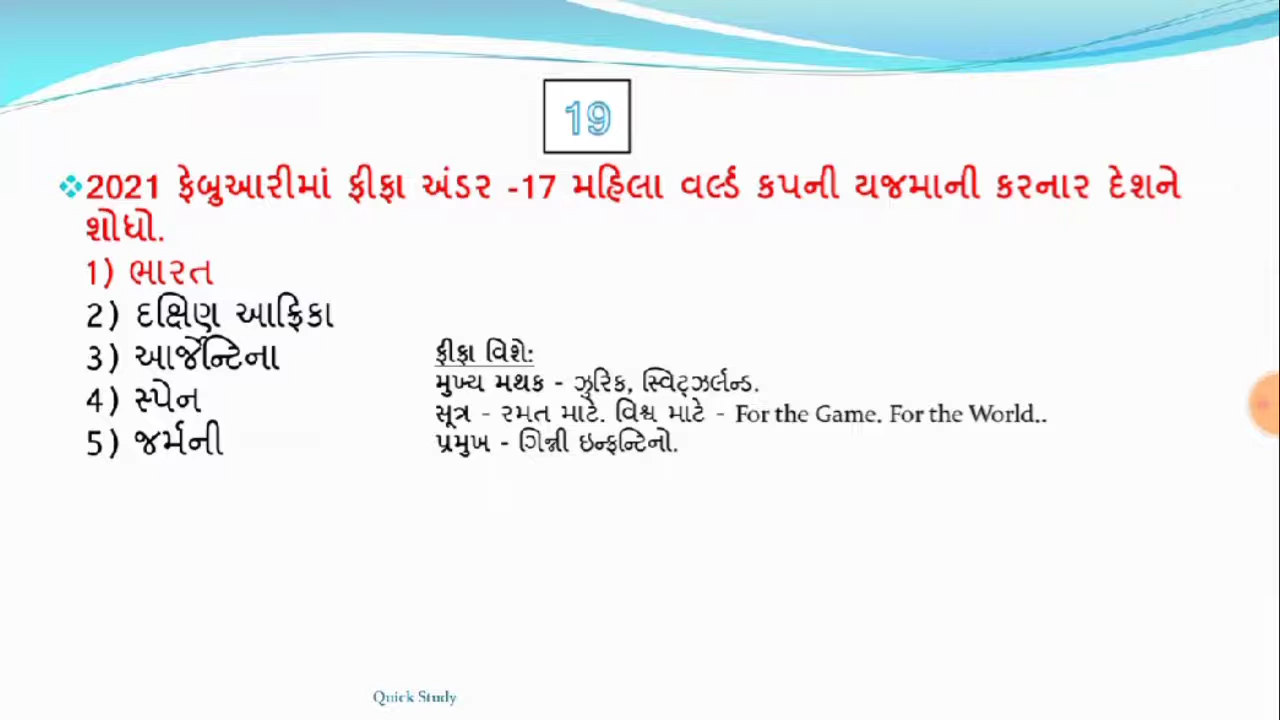 19
2021 ફેબ્રુઆરીમાં ફીફા અંડર -17 મહિલા વર્લ્ડ કપની યજમાની કરનાર દેશને
શોધો.
1) ભારત
2) દક્ષિણ આફ્રિકા
3) આર્જેન્ટિના
4) સ્પેન
5) જર્મની
ફીફા વિશે:
મુખ્ય મથક - ઝુરિક, સ્વિટ્ઝર્લેન્ડ.
સૂત્ર - રમત માટે. વિશ્વ માટે - For the Game. For the World..
પ્રમુખ - ગિન્ની ઇન્ફન્ટિનો.
Quick Study